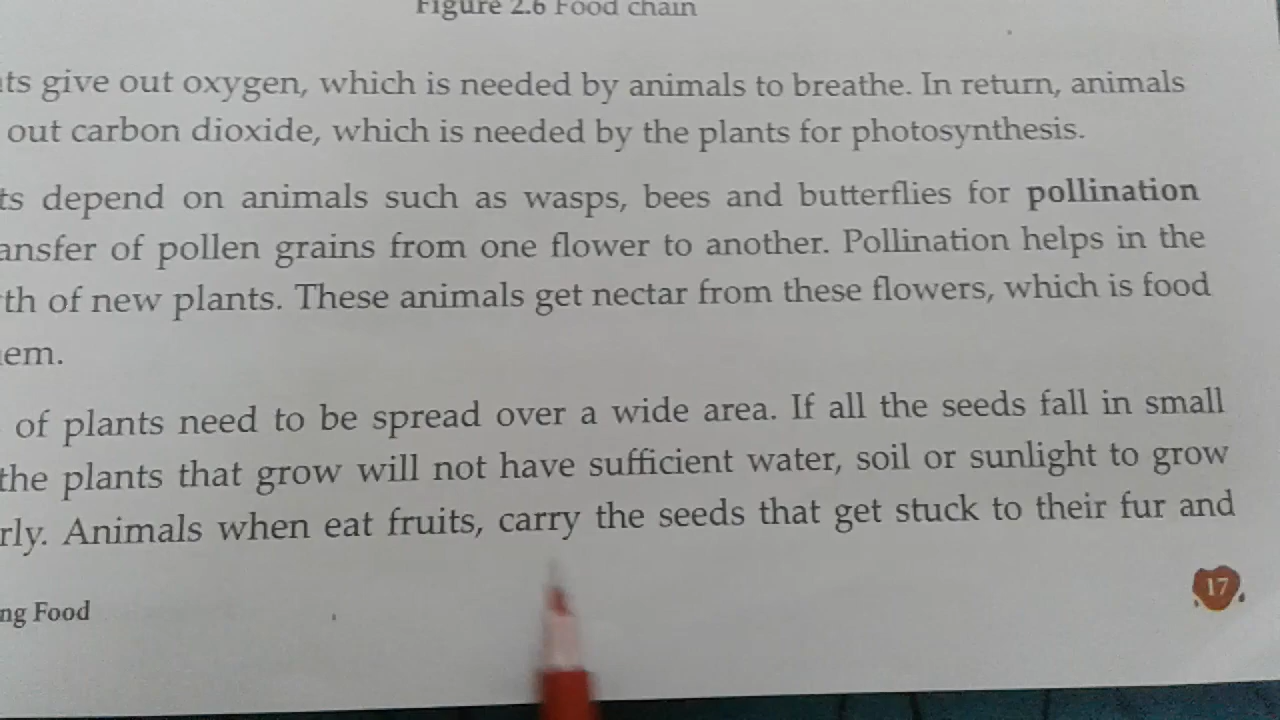 Figure 2.6 Food chain
ts give out oxygen, which is needed by animals to breathe. In return, animals
out carbon dioxide, which is needed by the plants for photosynthesis.
ts depend on animals such as wasps, bees and butterflies for pollination
ansfer of pollen grains from one flower to another. Pollination helps in the
th of new plants. These animals get nectar from these flowers, which is food
em.
of plants need to be spread over a wide area. If all the seeds fall in small
the plants that grow will not have sufficient water, soil or sunlight to grow
rly. Animals when eat fruits, carry the seeds that get stuck to their fur and
ng Food
17